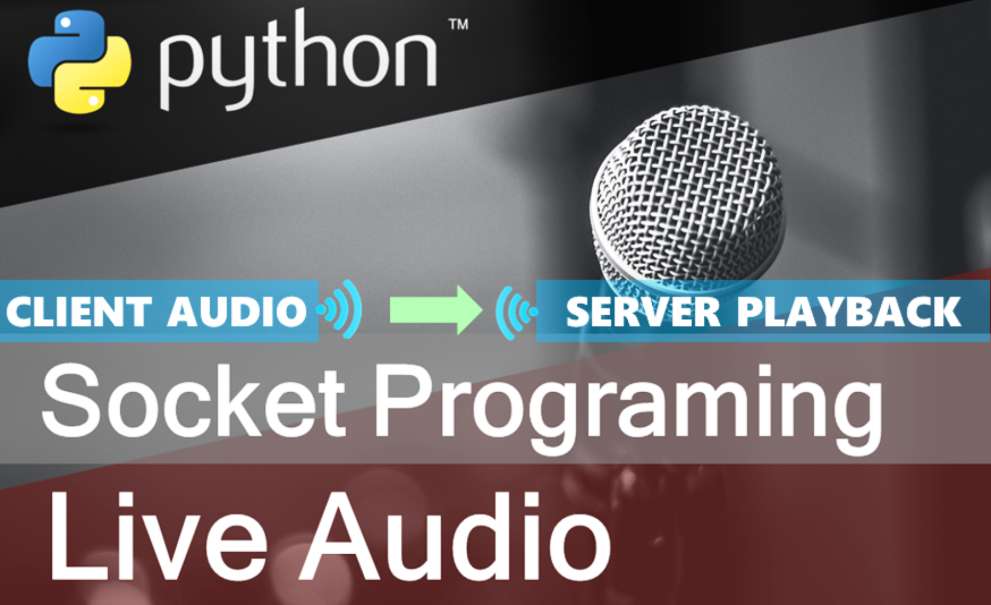 python™
CLIENT AUDIO SERVER PLAYBACK
Socket Programing
Live Audio